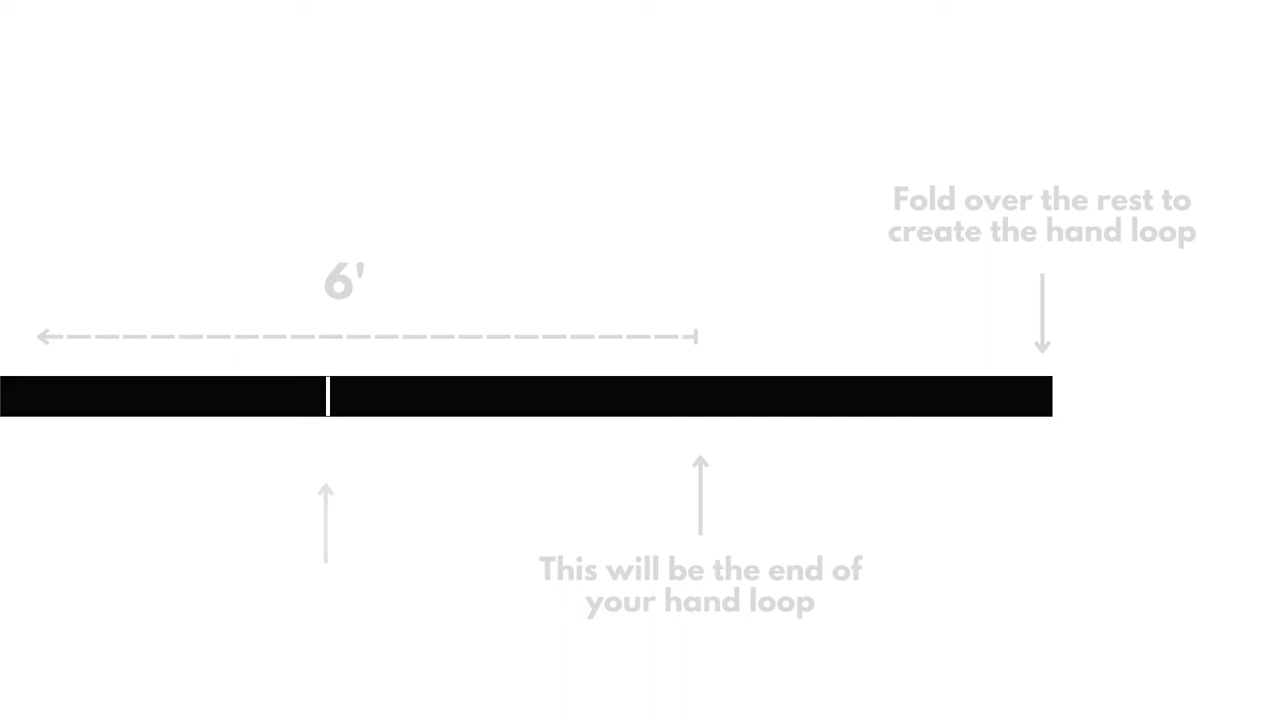 Fold over the rest to
create the hand loop
6'
This will be the end of
your hand loop